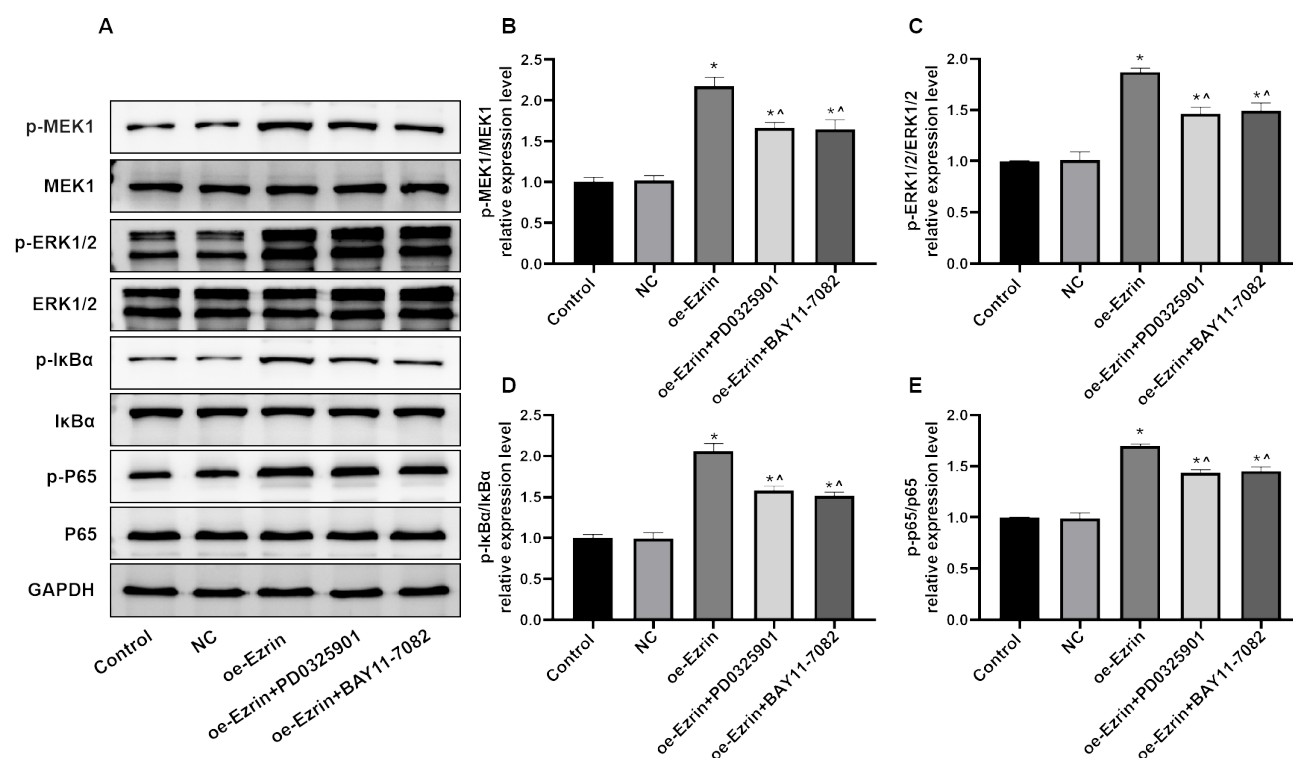 A
p-MEK1
MEK1
p-ERK1/2
ERK1/2
p-IκBα
IκBα
p-P65
P65
GAPDH
Control
NC
oe-Ezrin
oe-Ezrin+PD0325901
oe-Ezrin+BAY11-7082
B
p-MEK1/MEK1
relative expression level
2.5
2.0
1.5
1.0
0.5
0.0
*
*^
*^
Control
NC
oe-Ezrin
oe-Ezrin+PD0325901
oe-Ezrin+BAY11-7082
C
p-ERK1/2/ERK1/2
relative expression level
2.0
1.5
1.0
0.5
0.0
*
*^
*^
Control
NC
oe-Ezrin
oe-Ezrin+PD0325901
oe-Ezrin+BAY11-7082
D
p-IκBα/IκBα
relative expression level
2.5
2.0
1.5
1.0
0.5
0.0
*
*^
*^
Control
NC
oe-Ezrin
oe-Ezrin+PD0325901
oe-Ezrin+BAY11-7082
E
p-p65/p65
relative expression level
2.0
1.5
1.0
0.5
0.0
*
*^
*^
Control
NC
oe-Ezrin
oe-Ezrin+PD0325901
oe-Ezrin+BAY11-7082